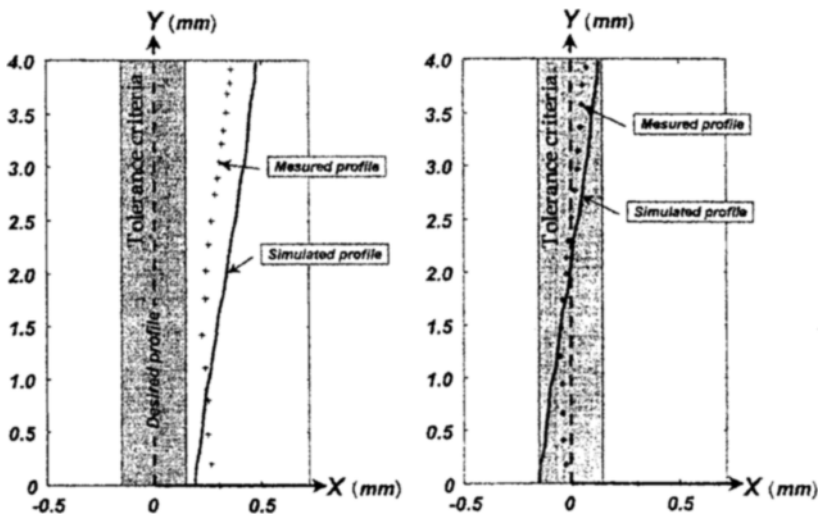 Y (mm)
4.0
3.5
3.0
2.5
2.0
1.5
1.0
0.5
0
-0.5
0
0.5
X (mm)
Tolerance criteria
Desired profile
Mesured profile
Simulated profile
Y (mm)
4.0
3.5
3.0
2.5
2.0
1.5
1.0
0.5
0
-0.5
0
0.5
X (mm)
Tolerance criteria
Mesured profile
Simulated profile